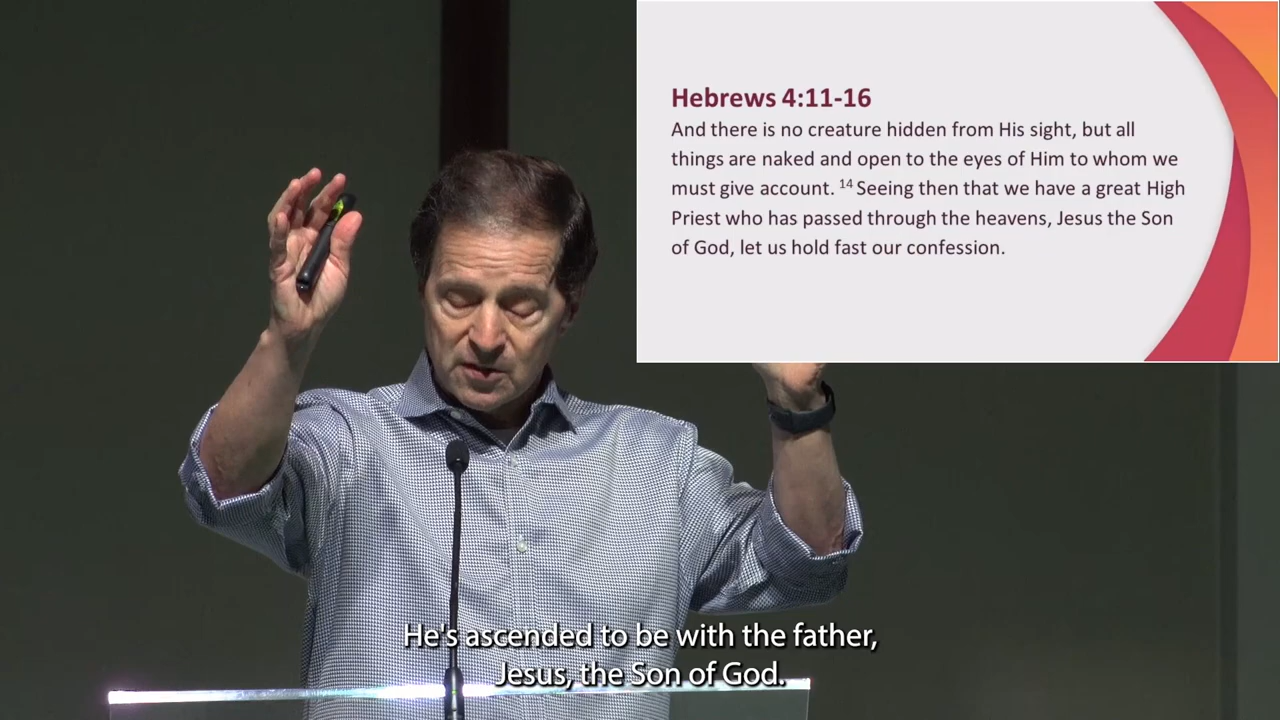 Hebrews 4:11-16
And there is no creature hidden from His sight, but all
things are naked and open to the eyes of Him to whom we
must give account. 14 Seeing then that we have a great High
Priest who has passed through the heavens, Jesus the Son
of God, let us hold fast our confession.
He's ascended to be with the father,
Jesus, the Son of God.